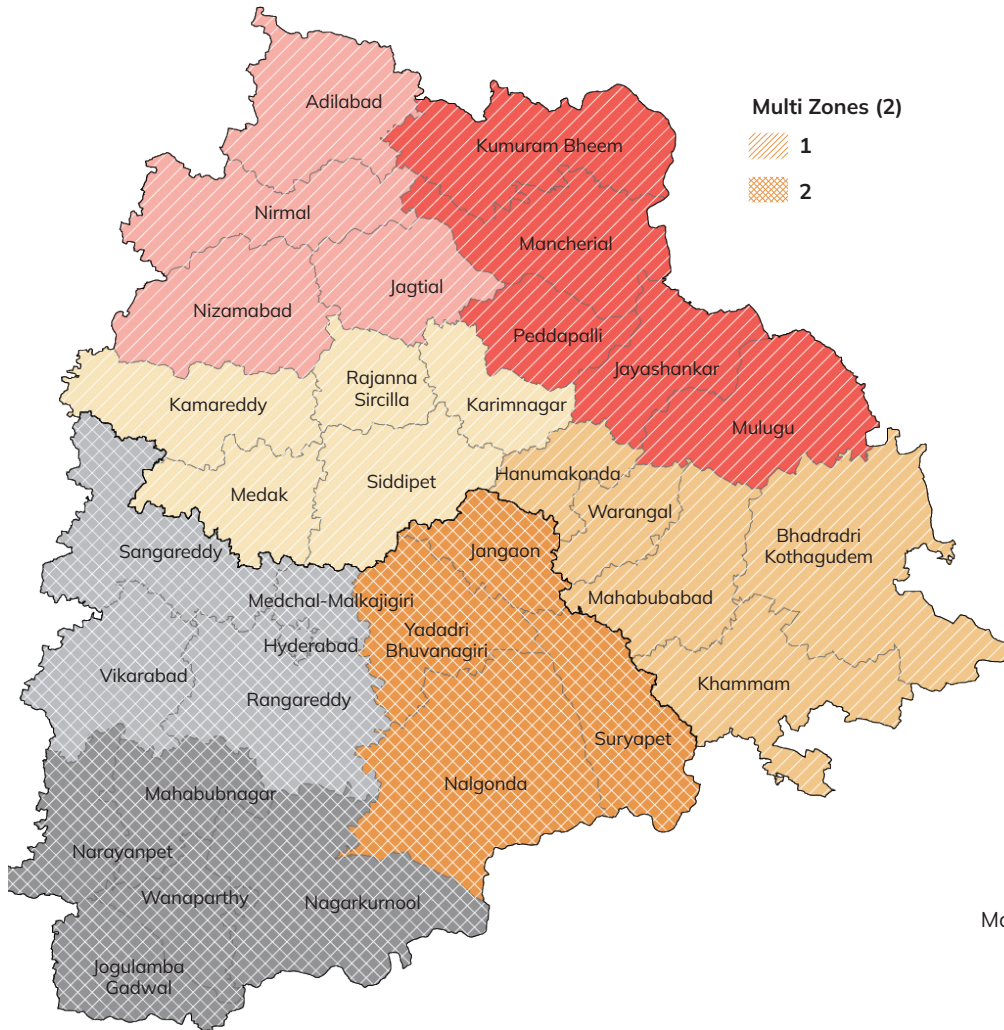 Adilabad
Multi Zones (2)
1
Kumuram Bheem
2
Nirmal
Mancherial
Jagtial
Nizamabad
Peddapalli
Jayashankar
Rajanna
Sircilla
Kamareddy
Karimnagar
Mulugu
Hanumakonda
Siddipet
Medak
Warangal
Bhadradri
Kothagudem
Sangareddy
Jangaon
Medchal-Malkajigiri
Mahabubabad
Yadadri
Bhuvanagiri
Hyderabad
Vikarabad
Khammam
Rangareddy
Suryapet
Nalgonda
Mahabubnagar
Narayanpet
Wanaparthy
Nagarkurnool
Jogulamba
Gadwal